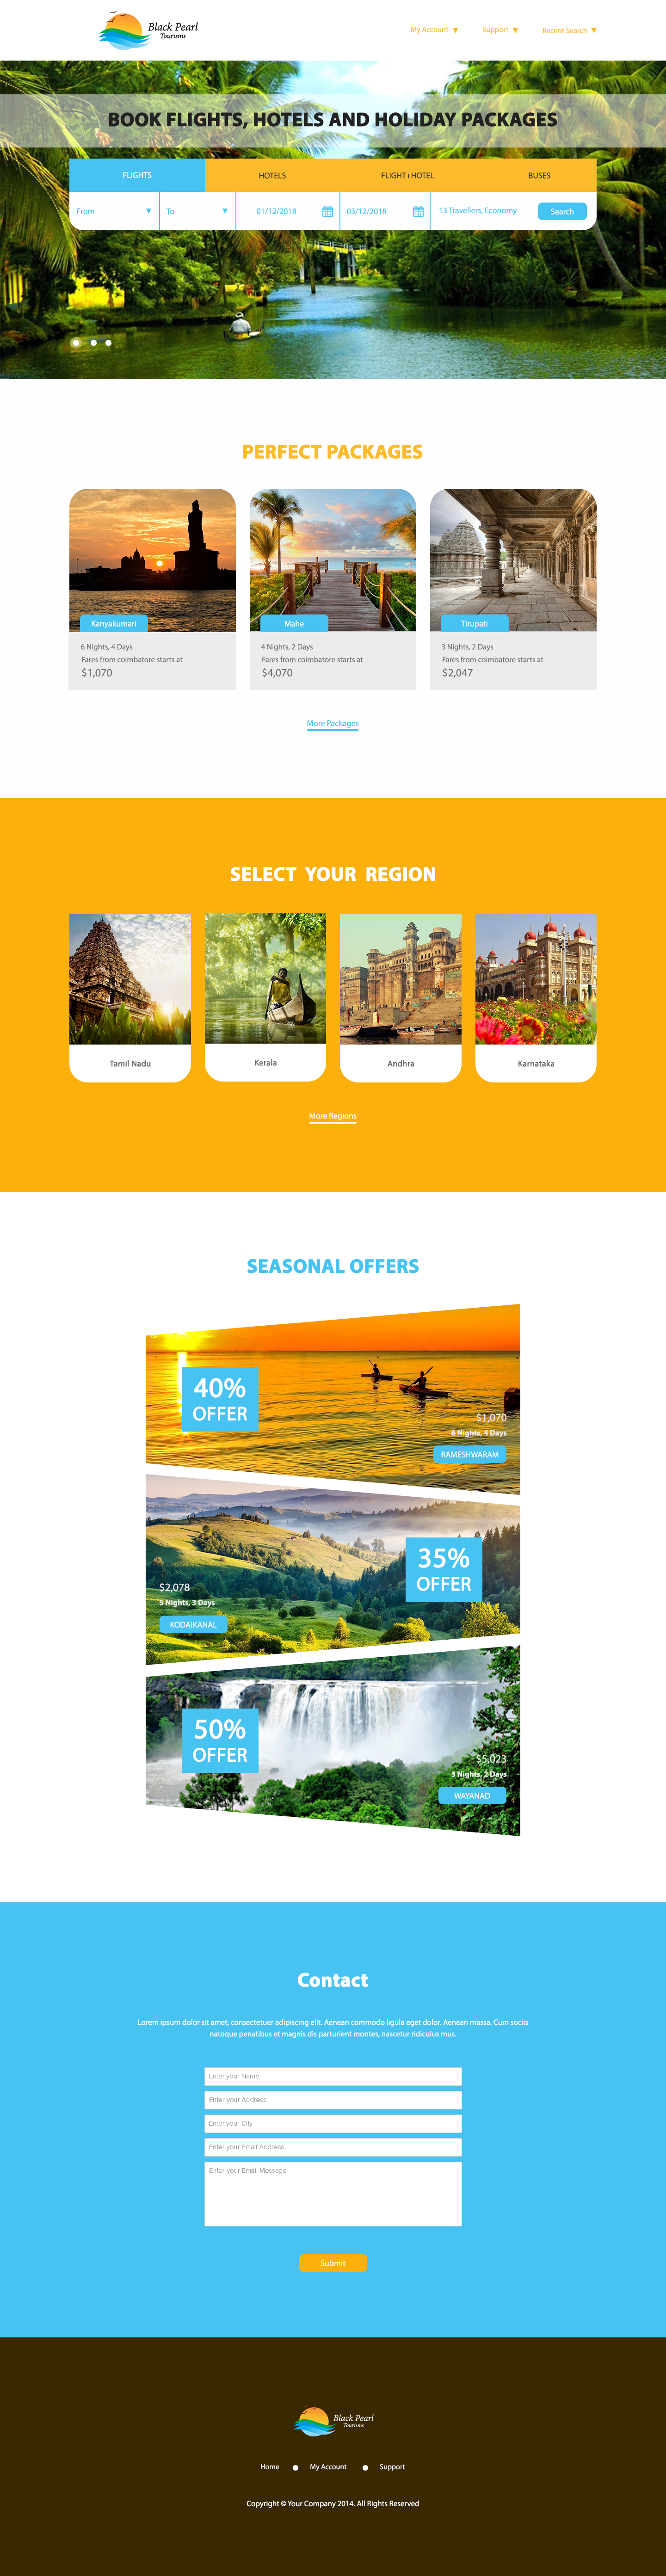 Black Pearl
Tourisms
My Account Support Recent Search
BOOK FLIGHTS, HOTELS AND HOLIDAY PACKAGES
FLIGHTS HOTELS FLIGHT+HOTEL BUSES
From To 01/12/2018 03/12/2018 13 Travellers, Economy Search
PERFECT PACKAGES
Kanyakumari
6 Nights, 4 Days
Fares from coimbatore starts at
$1,070
Mahe
4 Nights, 2 Days
Fares from coimbatore starts at
$4,070
Tirupati
3 Nights, 2 Days
Fares from coimbatore starts at
$2,047
More Packages
SELECT YOUR REGION
Tamil Nadu
Kerala
Andhra
Karnataka
More Regions
SEASONAL OFFERS
40%
OFFER
$1,070
6 Nights, 4 Days
RAMESHWARAM
35%
OFFER
$2,078
5 Nights, 3 Days
KODAIKANAL
50%
OFFER
$5,023
3 Nights, 2 Days
WAYANAD
Contact
Lorem ipsum dolor sit amet, consectetuer adipiscing elit. Aenean commodo ligula eget dolor. Aenean massa. Cum sociis
natoque penatibus et magnis dis parturient montes, nascetur ridiculus mus.
Enter your Name
Enter your Address
Enter your City
Enter your Email Address
Enter your Email Message
Submit
Black Pearl
Tourisms
Home My Account Support
Copyright © Your Company 2014. All Rights Reserved